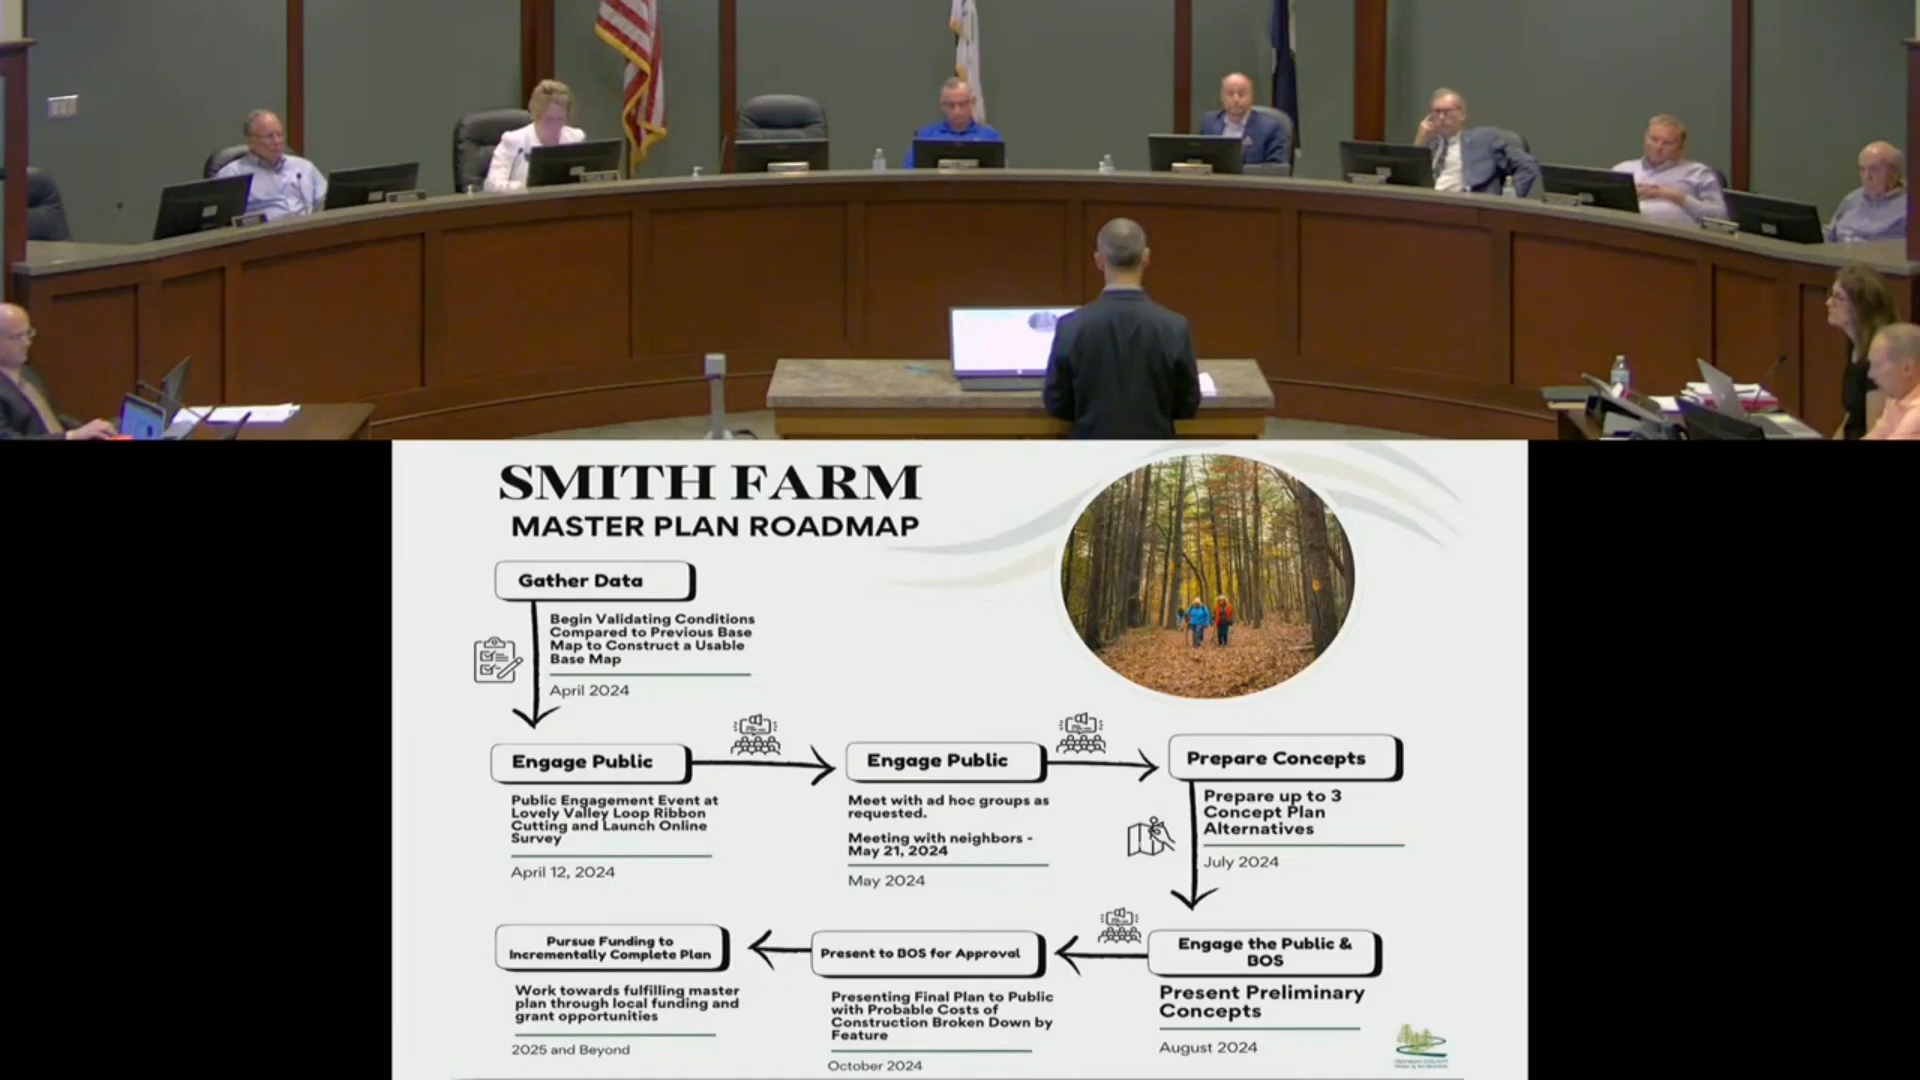 SMITH FARM
MASTER PLAN ROADMAP
Gather Data
Begin Validating Conditions
Compared to Previous Base
Map to Construct a Usable
Base Map
April 2024
Engage Public
Public Engagement Event at
Lovely Valley Loop Ribbon
Cutting and Launch Online
Survey
April 12, 2024
Engage Public
Meet with ad hoc groups as
requested.
Meeting with neighbors -
May 21, 2024
May 2024
Prepare Concepts
Prepare up to 3
Concept Plan
Alternatives
July 2024
Engage the Public &
BOS
Present Preliminary
Concepts
August 2024
Present to BOS for Approval
Presenting Final Plan to Public
with Probable Costs of
Construction Broken Down by
Feature
October 2024
Pursue Funding to
Incrementally Complete Plan
Work towards fulfilling master
plan through local funding and
grant opportunities
2025 and Beyond
FRANKLIN COUNTY
PARKS & RECREATION